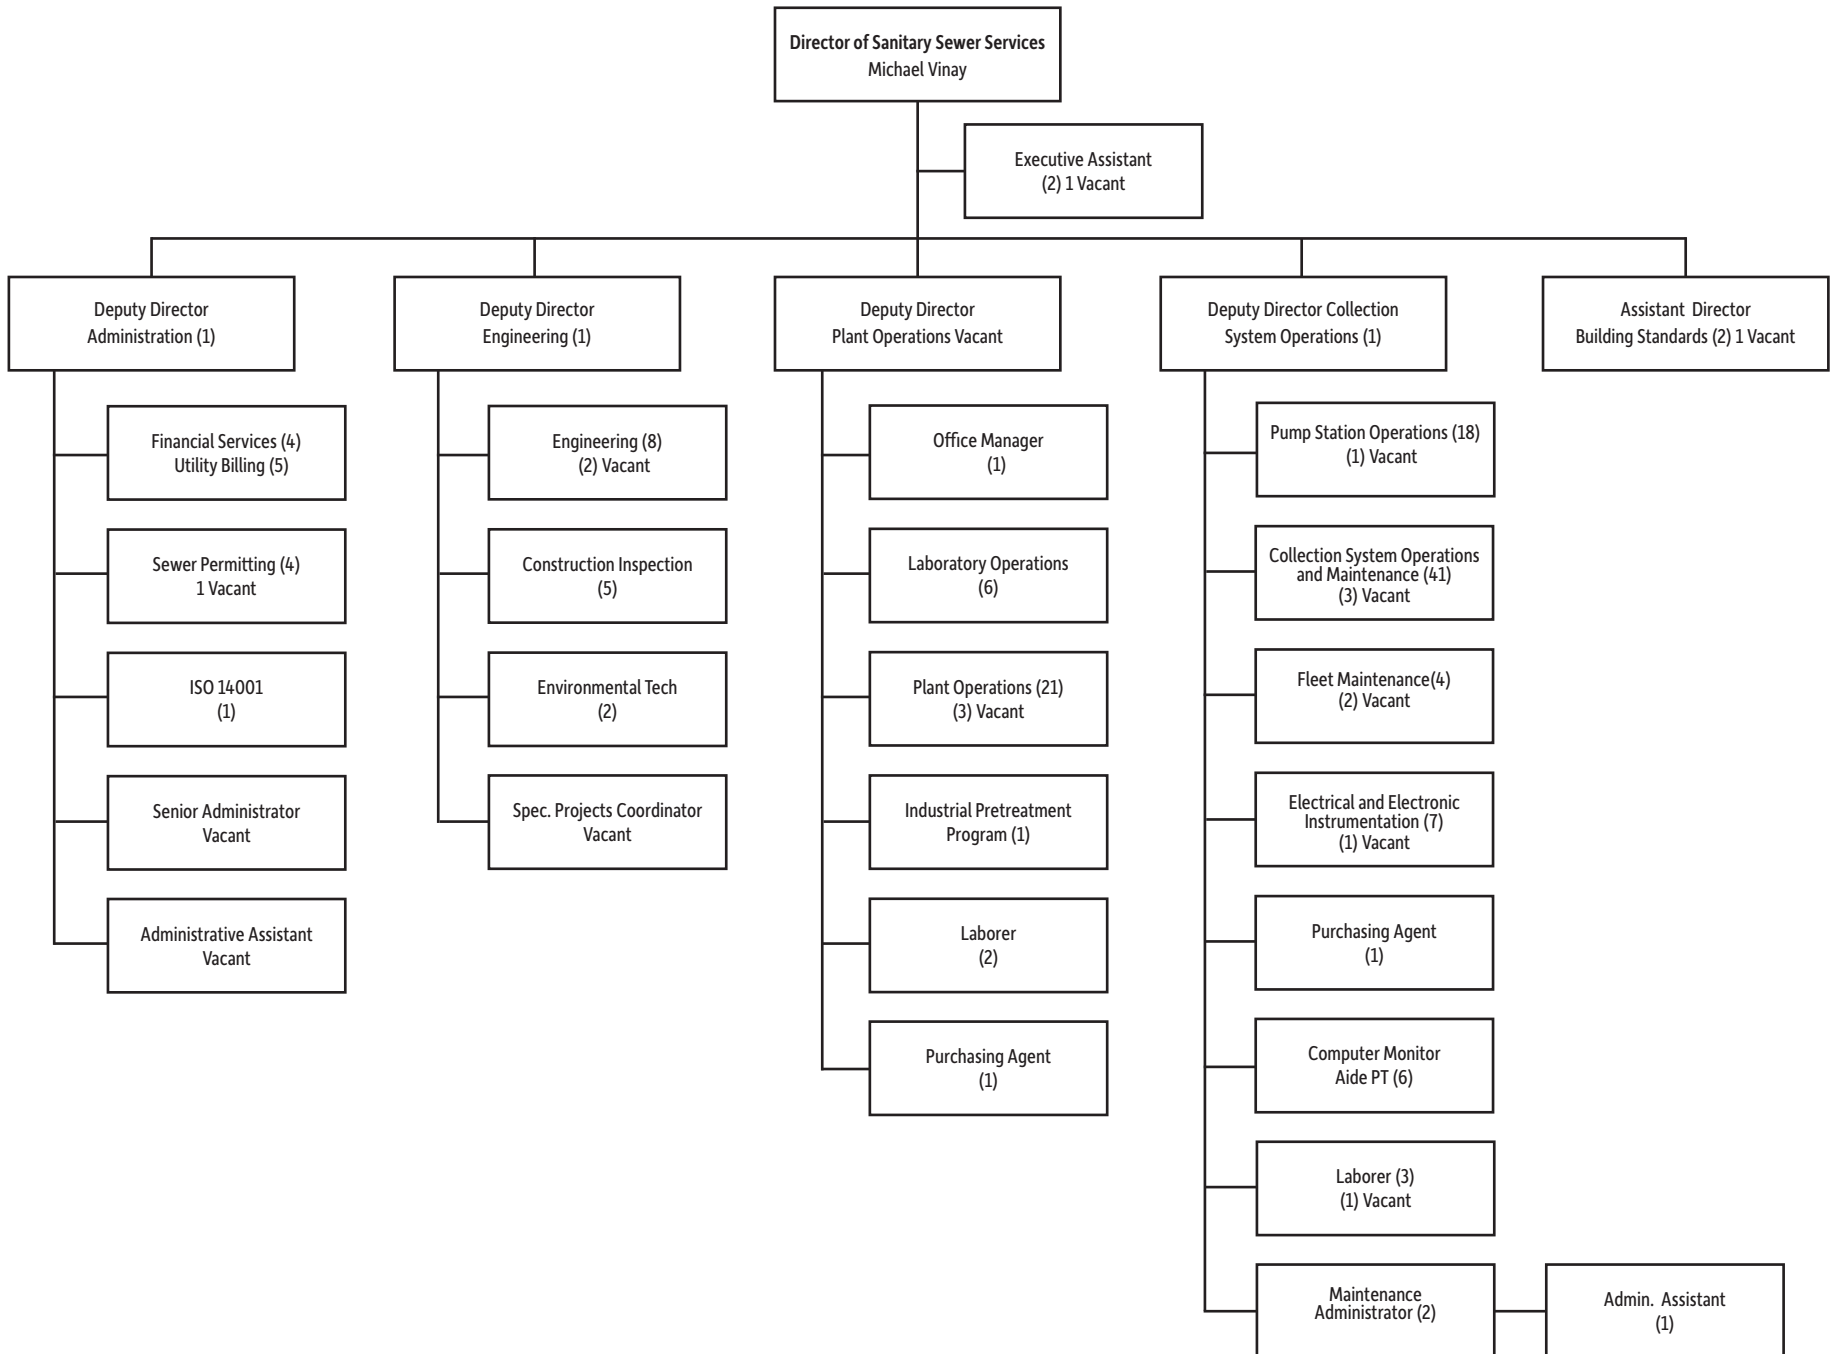 Director of Sanitary Sewer Services
Michael Vinay
Executive Assistant
(2) 1 Vacant
Deputy Director
Administration (1)
Deputy Director
Engineering (1)
Deputy Director
Plant Operations Vacant
Deputy Director Collection
System Operations (1)
Assistant Director
Building Standards (2) 1 Vacant
Financial Services (4)
Utility Billing (5)
Sewer Permitting (4)
1 Vacant
ISO 14001
(1)
Senior Administrator
Vacant
Administrative Assistant
Vacant
Engineering (8)
(2) Vacant
Construction Inspection
(5)
Environmental Tech
(2)
Spec. Projects Coordinator
Vacant
Office Manager
(1)
Laboratory Operations
(6)
Plant Operations (21)
(3) Vacant
Industrial Pretreatment
Program (1)
Laborer
(2)
Purchasing Agent
(1)
Pump Station Operations (18)
(1) Vacant
Collection System Operations
and Maintenance (41)
(3) Vacant
Fleet Maintenance(4)
(2) Vacant
Electrical and Electronic
Instrumentation (7)
(1) Vacant
Purchasing Agent
(1)
Computer Monitor
Aide PT (6)
Laborer (3)
(1) Vacant
Maintenance
Administrator (2)
Admin. Assistant
(1)